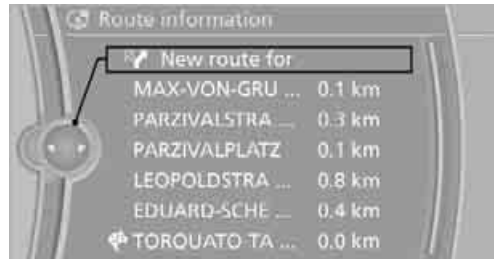 Route information
New route for
MAX-VON-GRU ... 0.1 km
PARZIVALSTRA ... 0.3 km
PARZIVALPLATZ 0.1 km
LEOPOLDSTRA ... 0.8 km
EDUARD-SCHE ... 0.4 km
TORQUATO TA ... 0.0 km